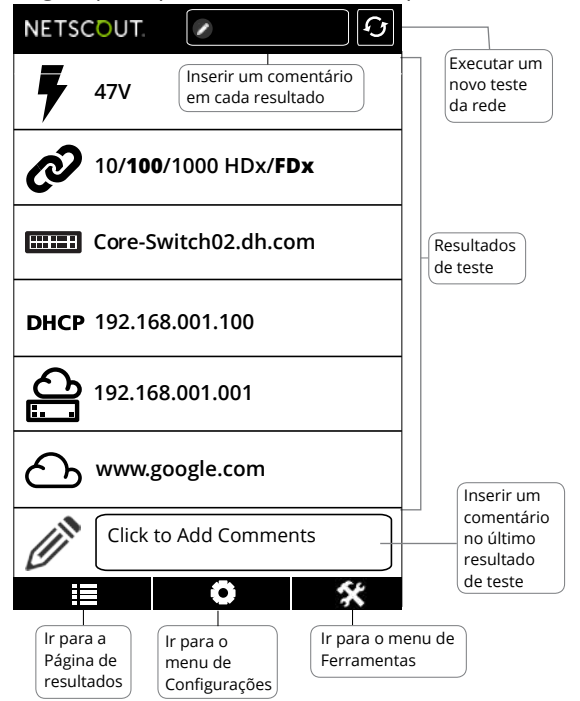 NETSCOUT.
Inserir um comentário
em cada resultado
Executar um
novo teste
da rede
47V
10/100/1000 HDx/FDx
Core-Switch02.dh.com
Resultados
de teste
DHCP 192.168.001.100
192.168.001.001
www.google.com
Click to Add Comments
Inserir um
comentário
no último
resultado
de teste
Ir para a
Página de
resultados
Ir para o
menu de
Configurações
Ir para o menu de
Ferramentas